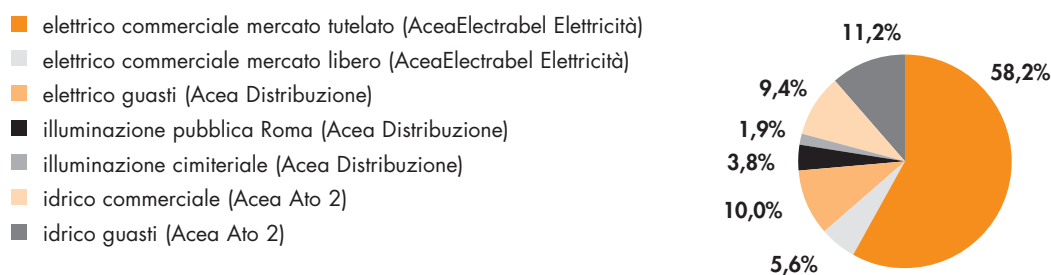 elettrico commerciale mercato tutelato (AceaElectrabel Elettricità)
elettrico commerciale mercato libero (AceaElectrabel Elettricità)
elettrico guasti (Acea Distribuzione)
illuminazione pubblica Roma (Acea Distribuzione)
illuminazione cimiteriale (Acea Distribuzione)
idrico commerciale (Acea Ato 2)
idrico guasti (Acea Ato 2)
11,2%
58,2%
9,4%
1,9%
3,8%
10,0%
5,6%